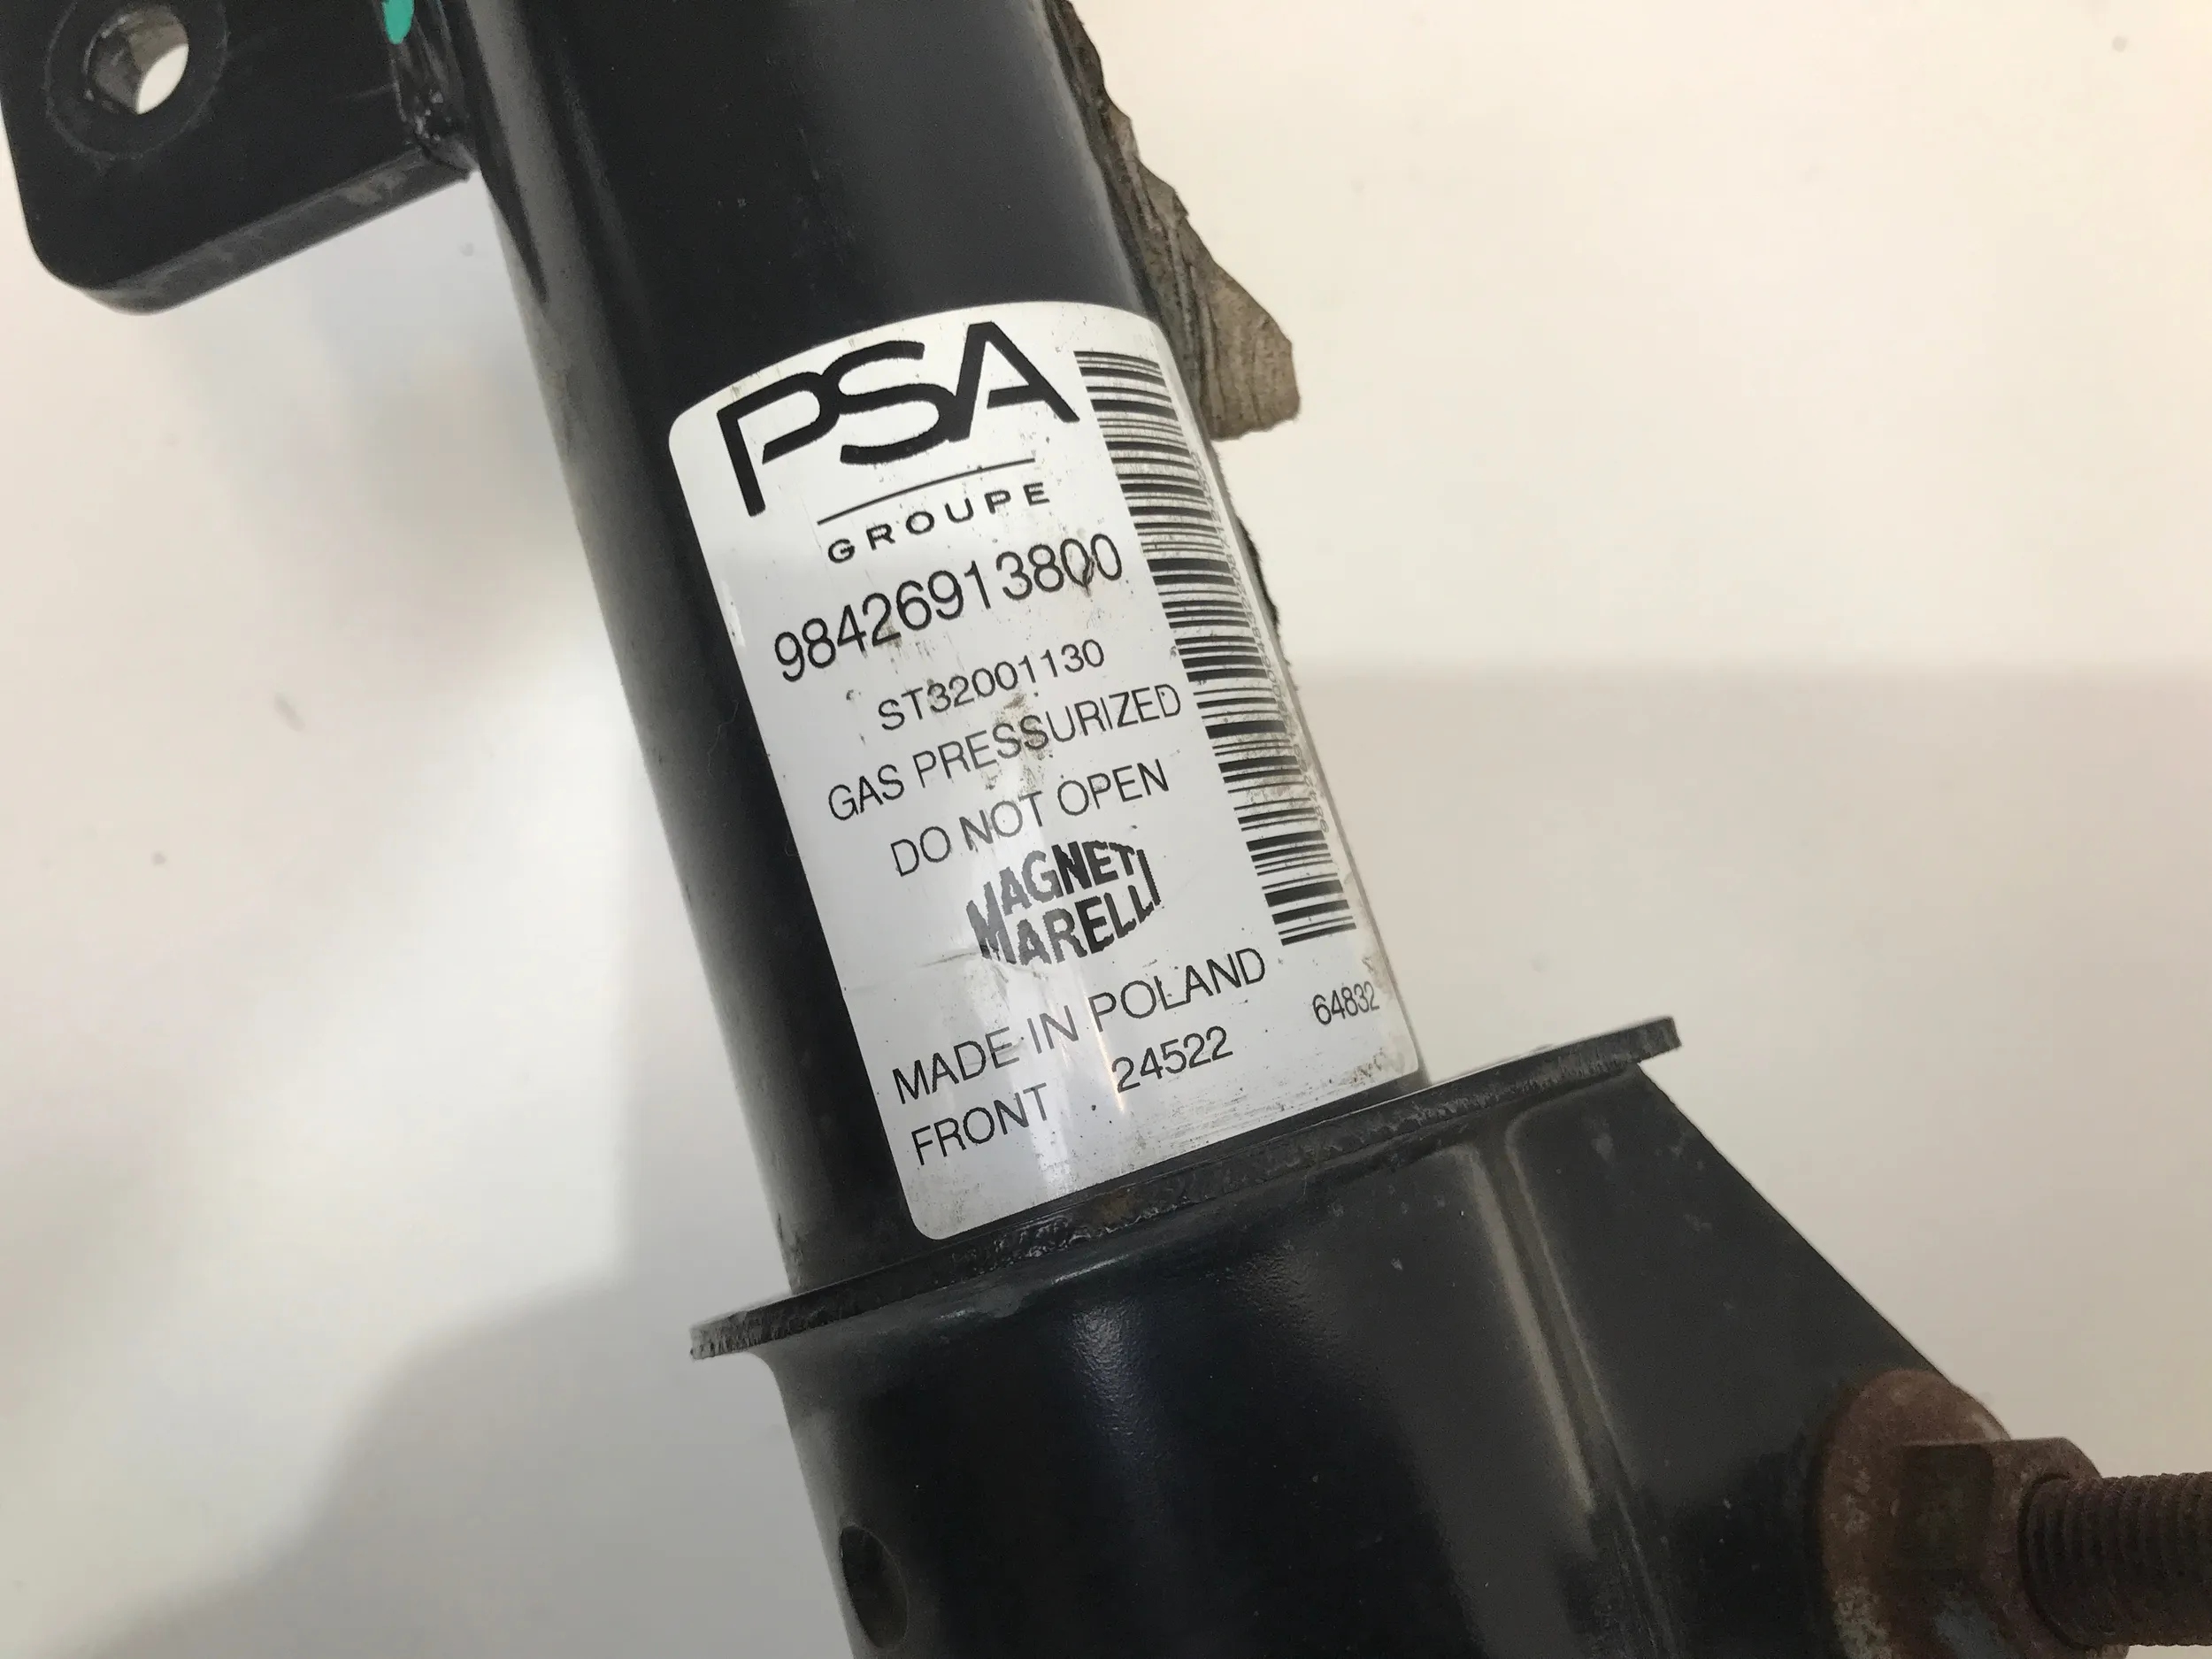 PSA
GROUPE
98426913800
ST32001130
GAS PRESSURIZED
DO NOT OPEN
MAGNETI
MARELLI
MADE IN POLAND
FRONT 24522
64832